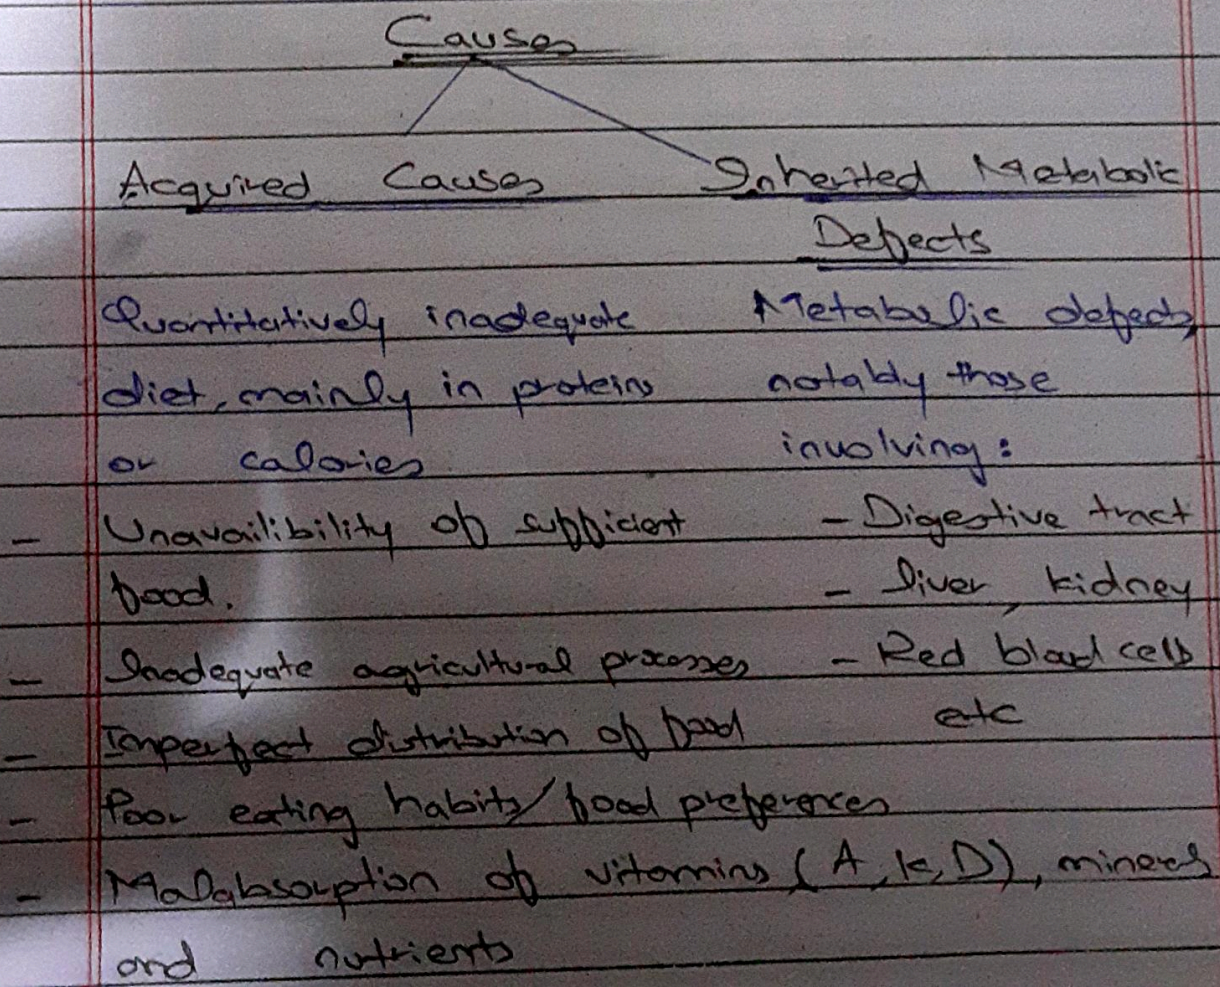 Causes
Acquired Causes
Inherited Metabolic
Defects
Quantitatively inadequate
diet, mainly in proteins
or calories
- Unavailibility of sufficient
food.
- Inadequate agricultural processes
- Imperfect distribution of food
- Poor eating habits/food preferences
- Malabsorption of vitamins (A, K, D), minerals
and nutrients
Metabolic defects,
notably those
involving:
- Digestive tract
- liver, kidney
- Red blood cells
etc